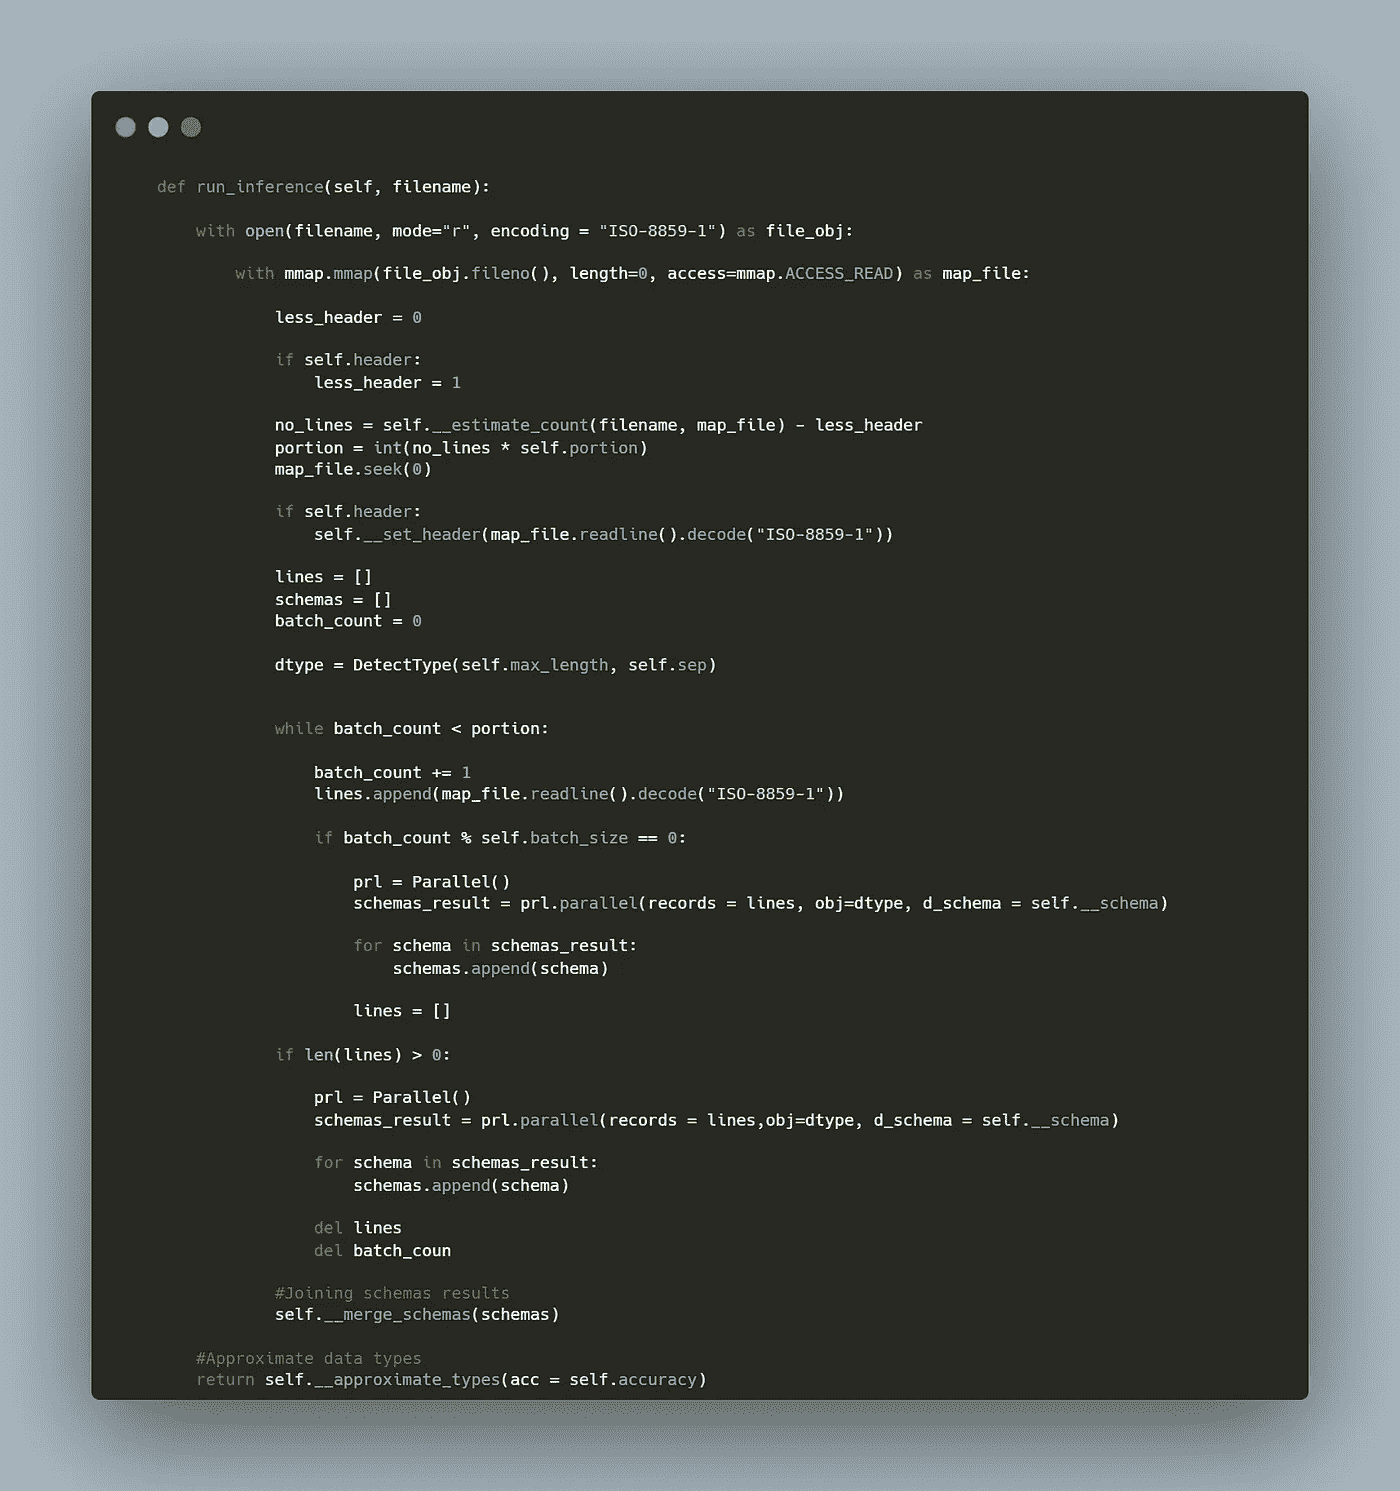 def run_inference(self, filename):
with open(filename, mode="r", encoding = "ISO-8859-1") as file_obj:
with mmap.mmap(file_obj.fileno(), length=0, access=mmap.ACCESS_READ) as map_file:
less_header = 0
if self.header:
less_header = 1
no_lines = self.__estimate_count(filename, map_file) - less_header
portion = int(no_lines * self.portion)
map_file.seek(0)
if self.header:
self.__set_header(map_file.readline().decode("ISO-8859-1"))
lines = []
schemas = []
batch_count = 0
dtype = DetectType(self.max_length, self.sep)
while batch_count < portion:
batch_count += 1
lines.append(map_file.readline().decode("ISO-8859-1"))
if batch_count % self.batch_size == 0:
prl = Parallel()
schemas_result = prl.parallel(records = lines, obj=dtype, d_schema = self.__schema)
for schema in schemas_result:
schemas.append(schema)
lines = []
if len(lines) > 0:
prl = Parallel()
schemas_result = prl.parallel(records = lines,obj=dtype, d_schema = self.__schema)
for schema in schemas_result:
schemas.append(schema)
del lines
del batch_coun
#Joining schemas results
self.__merge_schemas(schemas)
#Approximate data types
return self.__approximate_types(acc = self.accuracy)